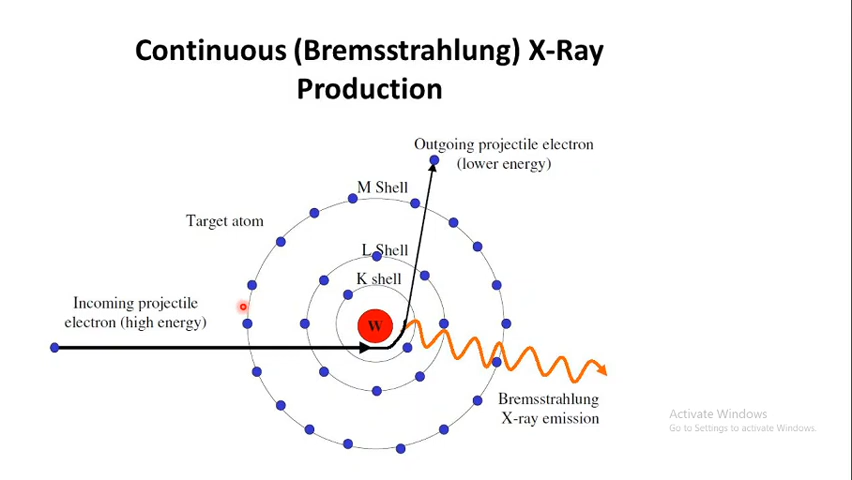 Continuous (Bremsstrahlung) X-Ray
Production
Outgoing projectile electron
(lower energy)
M Shell
Target atom
L Shell
K shell
Incoming projectile
electron (high energy)
W
Bremsstrahlung
X-ray emission
Activate Windows
Go to Settings to activate Windows.